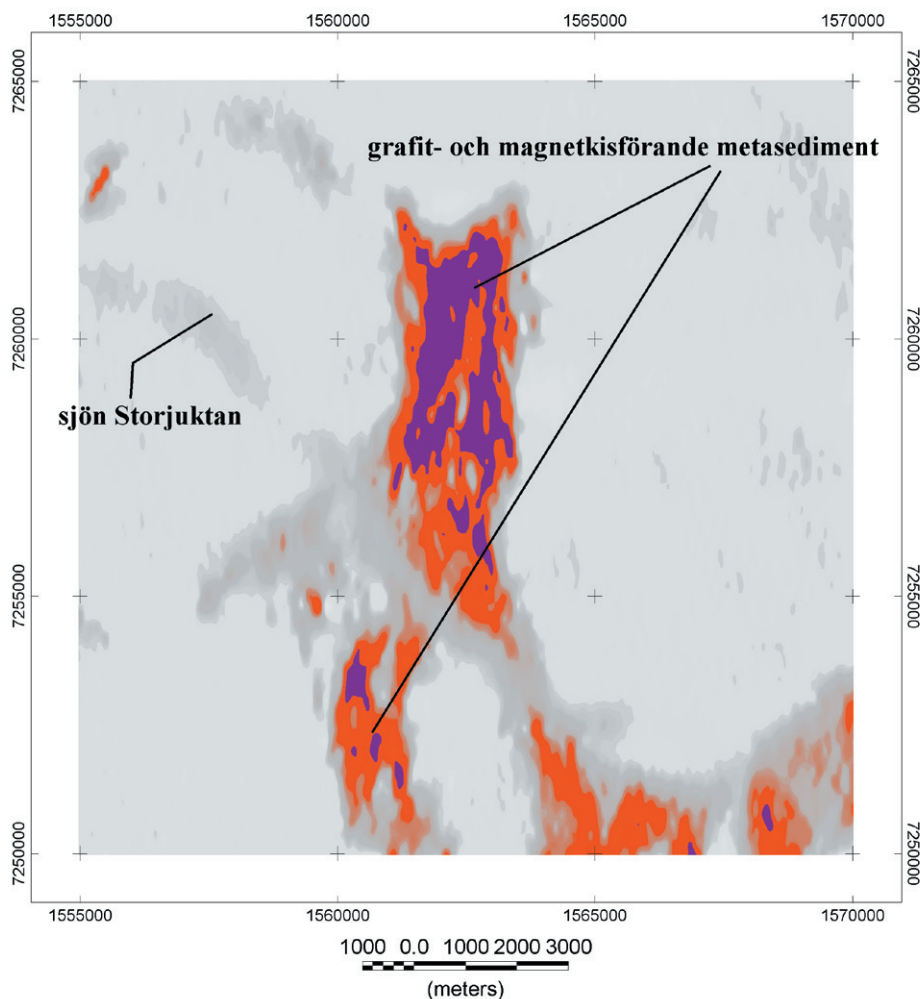 1555000 1560000 1565000 1570000
7265000 7265000
grafit- och magnetkisförande metasediment
7260000 7260000
sjön Storjuktan
7255000 7255000
7250000 7250000
1555000 1560000 1565000 1570000
1000 0.0 1000 2000 3000
(meters)